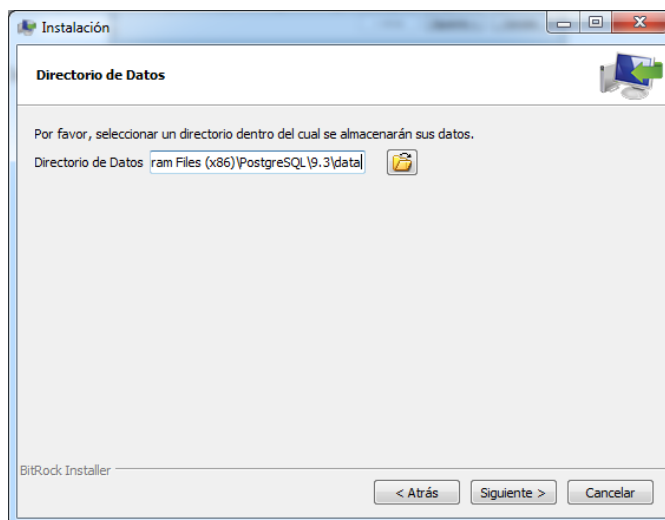 Instalación
Directorio de Datos
Por favor, seleccionar un directorio dentro del cual se almacenarán sus datos.
Directorio de Datos ram Files (x86)\PostgreSQL\9.3\data
BitRock Installer
< Atrás Siguiente > Cancelar